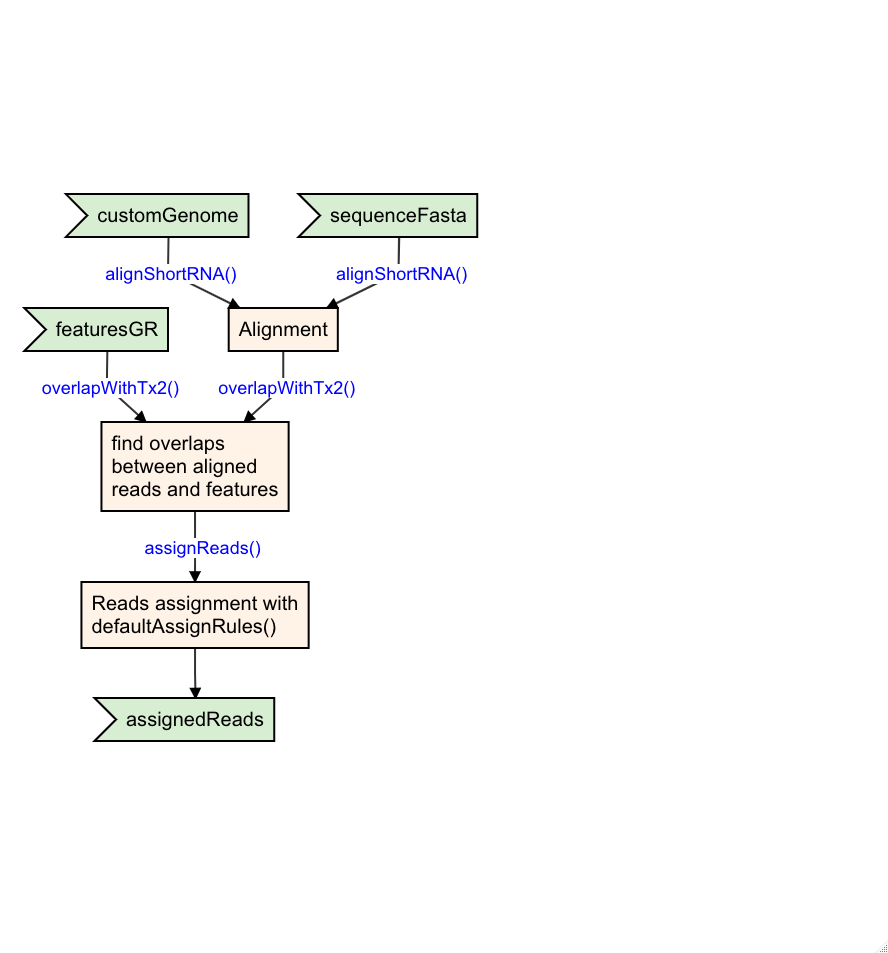 customGenome
sequenceFasta
alignShortRNA()
alignShortRNA()
featuresGR
Alignment
overlapWithTx2()
overlapWithTx2()
find overlaps
between aligned
reads and features
assignReads()
Reads assignment with
defaultAssignRules()
assignedReads